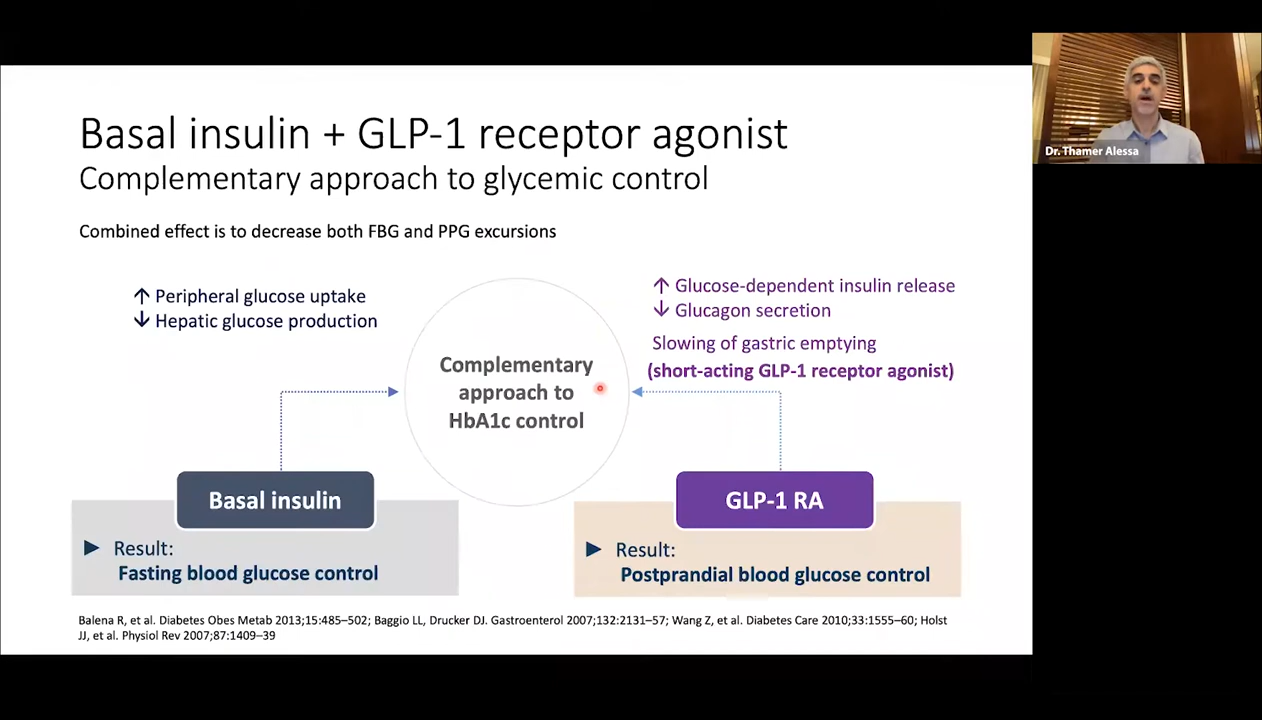 Basal insulin + GLP-1 receptor agonist
Complementary approach to glycemic control
Combined effect is to decrease both FBG and PPG excursions
↑ Peripheral glucose uptake
↓ Hepatic glucose production
Complementary
approach to
HbA1c control
↑ Glucose-dependent insulin release
↓ Glucagon secretion
Slowing of gastric emptying
(short-acting GLP-1 receptor agonist)
Basal insulin
► Result:
Fasting blood glucose control
GLP-1 RA
► Result:
Postprandial blood glucose control
Balena R, et al. Diabetes Obes Metab 2013;15:485–502; Baggio LL, Drucker DJ. Gastroenterol 2007;132:2131–57; Wang Z, et al. Diabetes Care 2010;33:1555–60; Holst
JJ, et al. Physiol Rev 2007;87:1409–39
Dr. Thamer Alessa